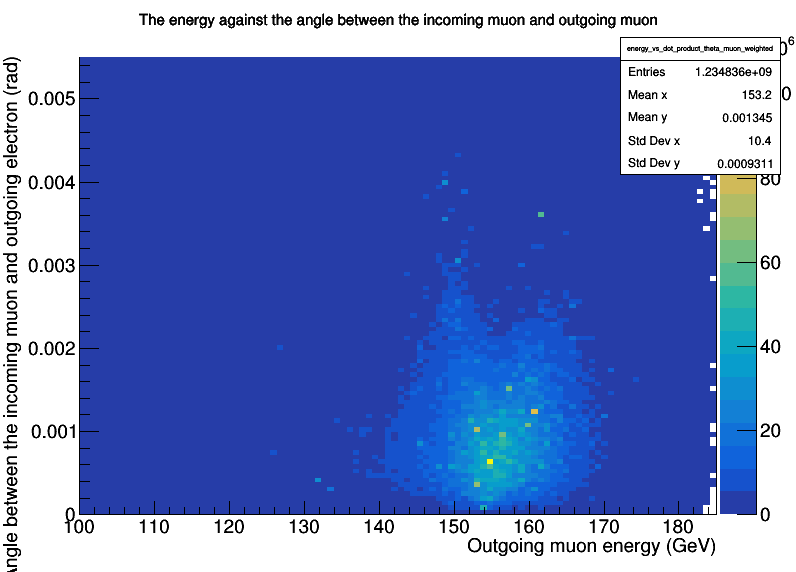 The energy against the angle between the incoming muon and outgoing muon
energy_vs_dot_product_theta_muon_weighted
Entries 1.234836e+09
Mean x 153.2
Mean y 0.001345
Std Dev x 10.4
Std Dev y 0.0009311
Angle between the incoming muon and outgoing electron (rad)
0.005
0.004
0.003
0.002
0.001
0
100 110 120 130 140 150 160 170 180
Outgoing muon energy (GeV)
80
60
40
20
0